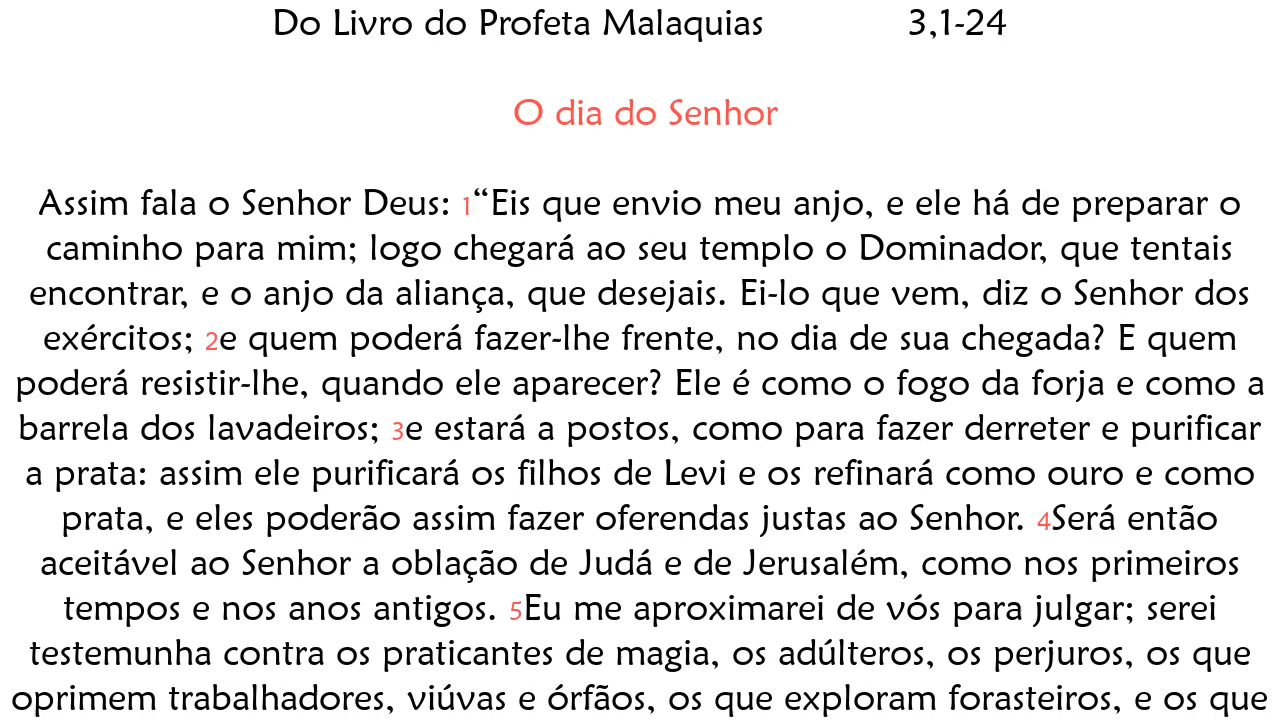 Do Livro do Profeta Malaquias 3,1-24
O dia do Senhor
Assim fala o Senhor Deus: 1“Eis que envio meu anjo, e ele há de preparar o
caminho para mim; logo chegará ao seu templo o Dominador, que tentais
encontrar, e o anjo da aliança, que desejais. Ei-lo que vem, diz o Senhor dos
exércitos; 2e quem poderá fazer-lhe frente, no dia de sua chegada? E quem
poderá resistir-lhe, quando ele aparecer? Ele é como o fogo da forja e como a
barrela dos lavadeiros; 3e estará a postos, como para fazer derreter e purificar
a prata: assim ele purificará os filhos de Levi e os refinará como ouro e como
prata, e eles poderão assim fazer oferendas justas ao Senhor. 4Será então
aceitável ao Senhor a oblação de Judá e de Jerusalém, como nos primeiros
tempos e nos anos antigos. 5Eu me aproximarei de vós para julgar; serei
testemunha contra os praticantes de magia, os adúlteros, os perjuros, os que
oprimem trabalhadores, viúvas e órfãos, os que exploram forasteiros, e os que